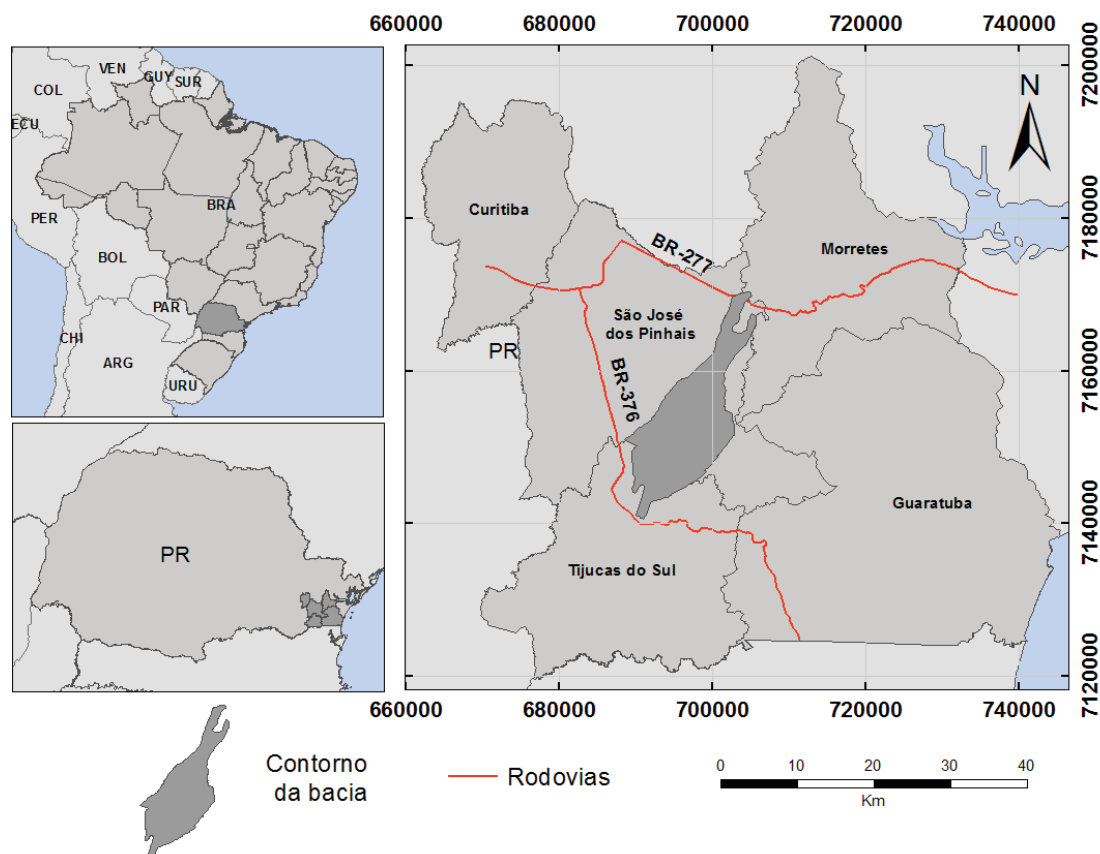 660000
680000
700000
720000
740000
VEN
GUY
SUR
COL
ECU
PER
BRA
BOL
PAR
CHI
ARG
URU
PR
N
Curitiba
BR-277
Morretes
São José
dos Pinhais
PR
BR-376
Guaratuba
Tijucas do Sul
7200000
7180000
7160000
7140000
7120000
660000
680000
700000
720000
740000
Contorno
da bacia
Rodovias
0
10
20
30
40
Km